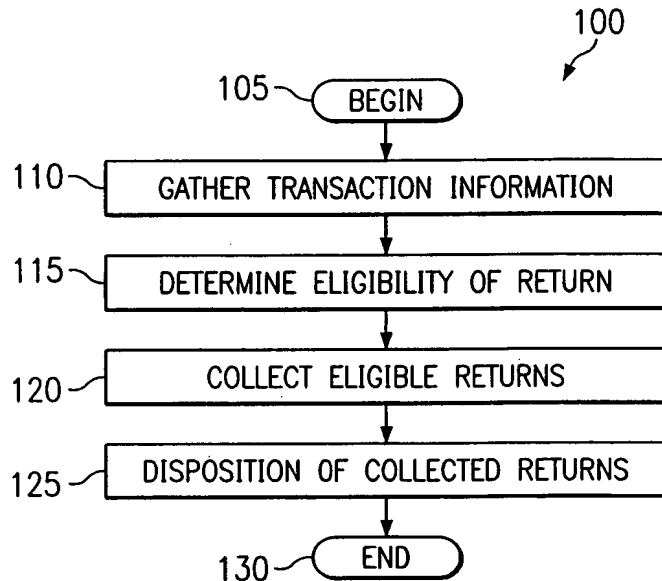 100
105 BEGIN
110 GATHER TRANSACTION INFORMATION
115 DETERMINE ELIGIBILITY OF RETURN
120 COLLECT ELIGIBLE RETURNS
125 DISPOSITION OF COLLECTED RETURNS
130 END